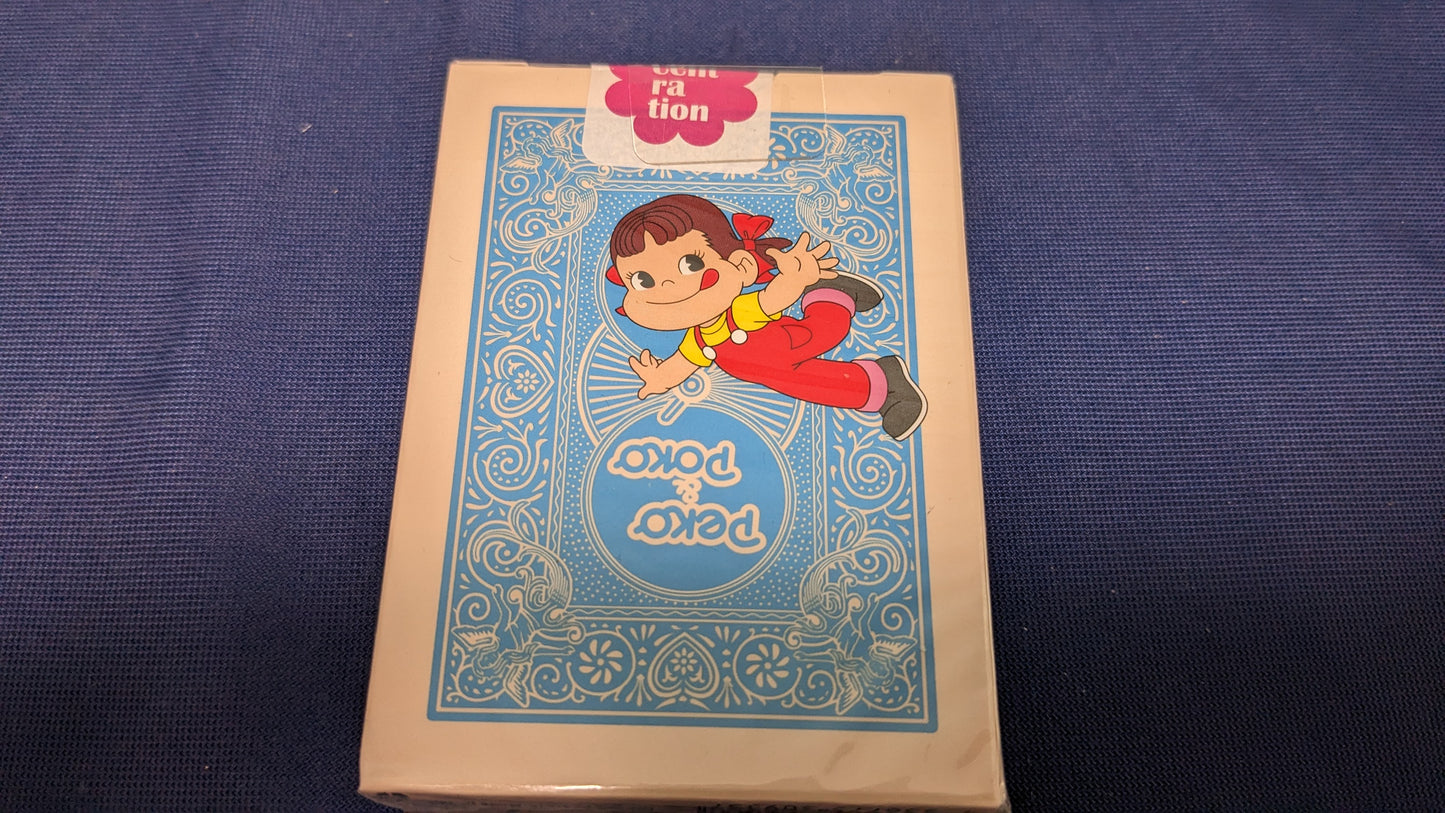 cent
ra
tion
Peko
&
Poko